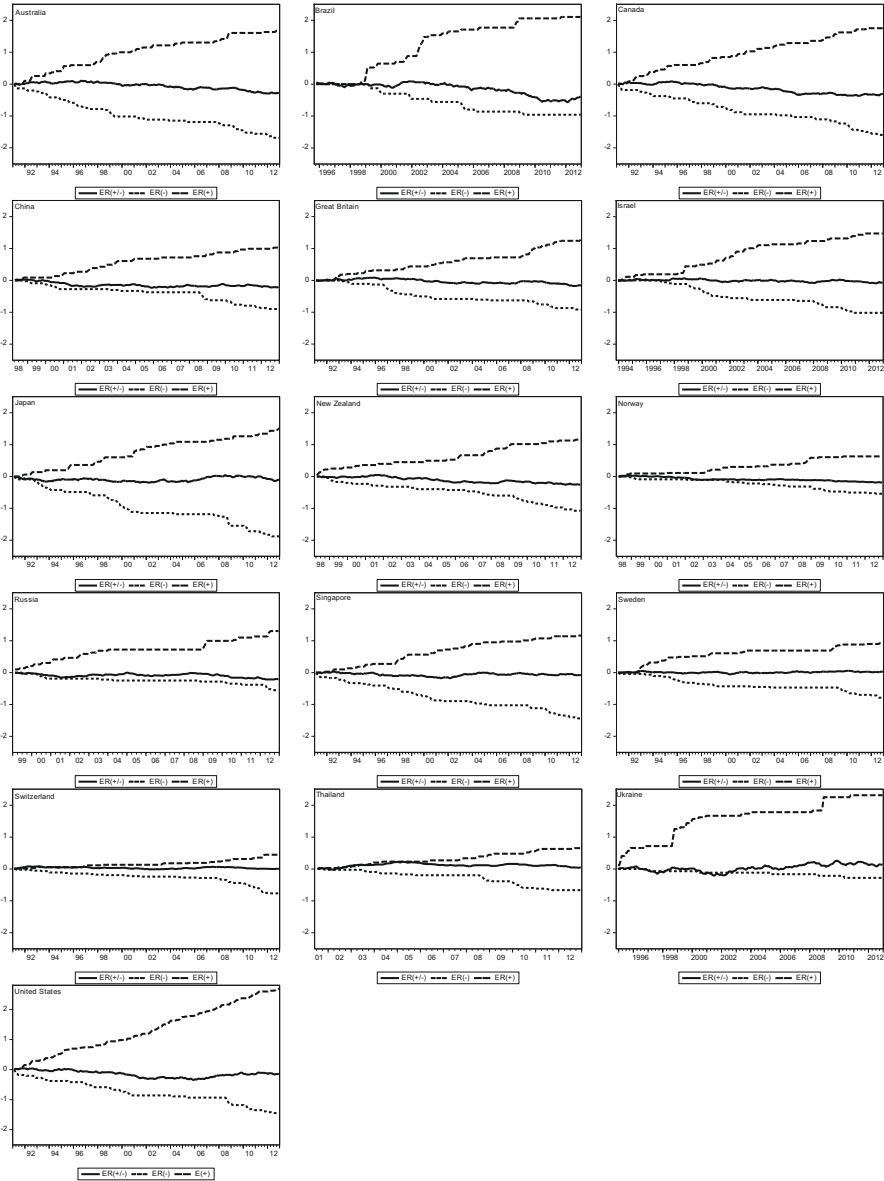 Australia
2
1
0
-1
-2
92 94 96 98 00 02 04 06 08 10 12
ER(+/-) ER(-) ER(+)
Brazil
2
1
0
-1
-2
1996 1998 2000 2002 2004 2006 2008 2010 2012
ER(+/-) ER(-) ER(+)
Canada
2
1
0
-1
-2
92 94 96 98 00 02 04 06 08 10 12
ER(+/-) ER(-) ER(+)
China
2
1
0
-1
-2
98 99 00 01 02 03 04 05 06 07 08 09 10 11 12
ER(+/-) ER(-) ER(+)
Great Britain
2
1
0
-1
-2
92 94 96 98 00 02 04 06 08 10 12
ER(+/-) ER(-) ER(+)
Israel
2
1
0
-1
-2
1994 1996 1998 2000 2002 2004 2006 2008 2010 2012
ER(+/-) ER(-) ER(+)
Japan
2
1
0
-1
-2
92 94 96 98 00 02 04 06 08 10 12
ER(+/-) ER(-) ER(+)
New Zealand
2
1
0
-1
-2
98 99 00 01 02 03 04 05 06 07 08 09 10 11 12
ER(+/-) ER(-) ER(+)
Norway
2
1
0
-1
-2
98 99 00 01 02 03 04 05 06 07 08 09 10 11 12
ER(+/-) ER(-) ER(+)
Russia
2
1
0
-1
-2
99 00 01 02 03 04 05 06 07 08 09 10 11 12
ER(+/-) ER(-) ER(+)
Singapore
2
1
0
-1
-2
92 94 96 98 00 02 04 06 08 10 12
ER(+/-) ER(-) ER(+)
Sweden
2
1
0
-1
-2
92 94 96 98 00 02 04 06 08 10 12
ER(+/-) ER(-) ER(+)
Switzerland
2
1
0
-1
-2
92 94 96 98 00 02 04 06 08 10 12
ER(+/-) ER(-) ER(+)
Thailand
2
1
0
-1
-2
01 02 03 04 05 06 07 08 09 10 11 12
ER(+/-) ER(-) ER(+)
Ukraine
2
1
0
-1
-2
1996 1998 2000 2002 2004 2006 2008 2010 2012
ER(+/-) ER(-) ER(+)
United States
2
1
0
-1
-2
92 94 96 98 00 02 04 06 08 10 12
ER(+/-) ER(-) E(+)